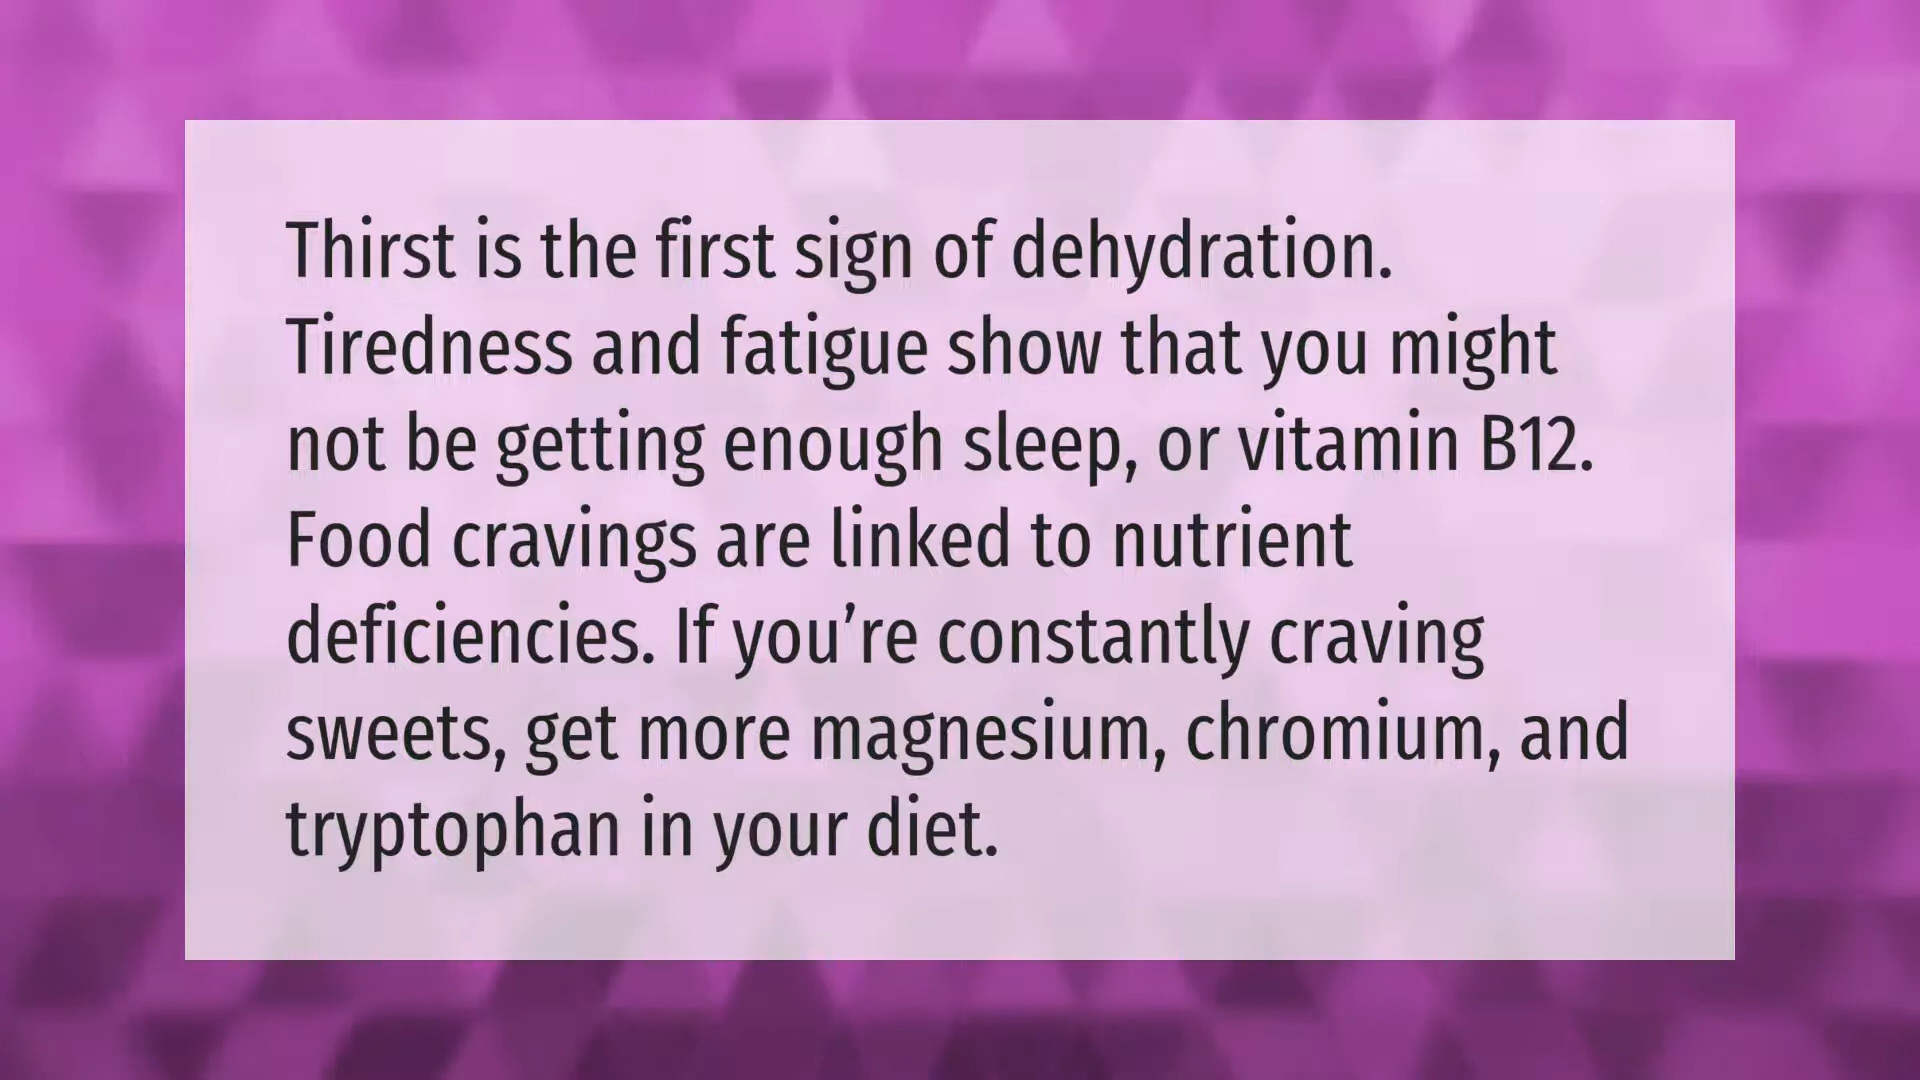 Thirst is the first sign of dehydration.
Tiredness and fatigue show that you might
not be getting enough sleep, or vitamin B12.
Food cravings are linked to nutrient
deficiencies. If you’re constantly craving
sweets, get more magnesium, chromium, and
tryptophan in your diet.